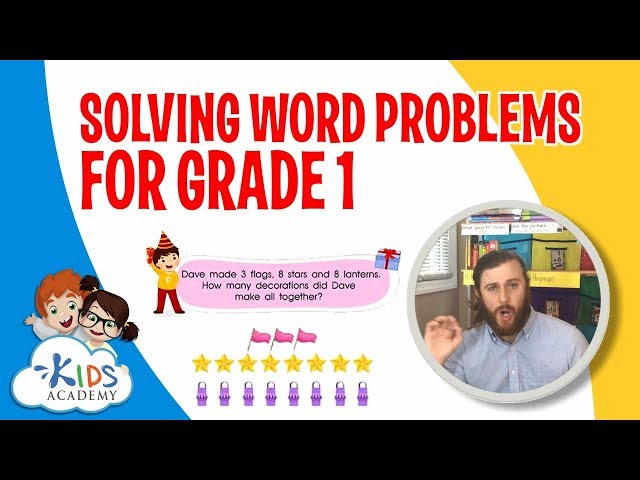 SOLVING WORD PROBLEMS
FOR GRADE 1
Dave made 3 flags, 8 stars and 8 lanterns.
How many decorations did Dave
make all together?
KIDS
ACADEMY